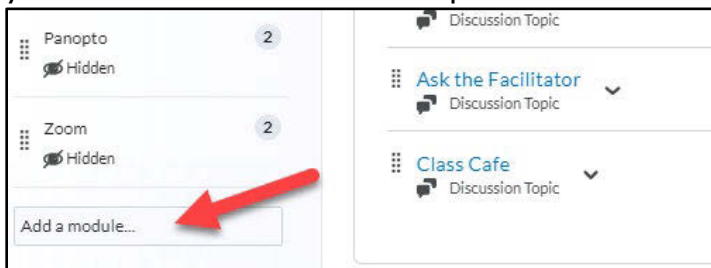 Panopto
2
Hidden
Zoom
2
Hidden
Add a module...
Discussion Topic
Ask the Facilitator
Discussion Topic
Class Cafe
Discussion Topic